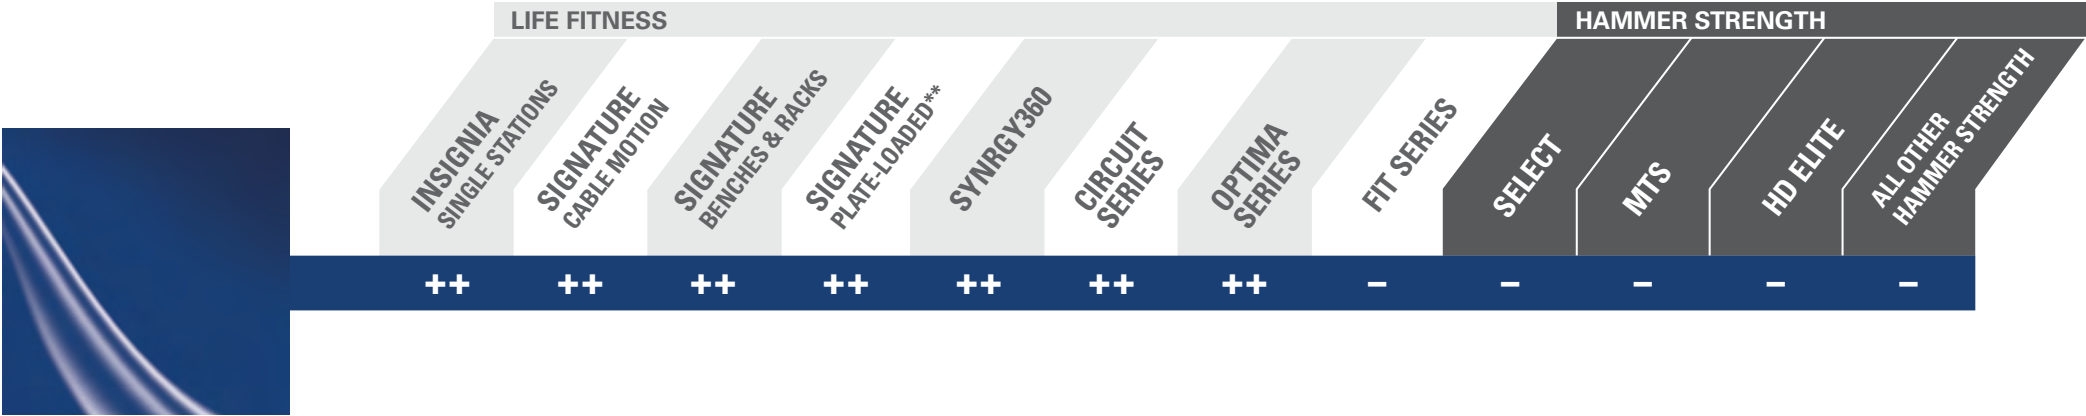 LIFE FITNESS
HAMMER STRENGTH
INSIGNIA
SINGLE STATIONS
SIGNATURE
CABLE MOTION
SIGNATURE
BENCHES & RACKS
SIGNATURE
PLATE-LOADED**
SYNRGY360
CIRCUIT
SERIES
OPTIMA
SERIES
FIT SERIES
SELECT
MTS
HD ELITE
ALL OTHER
HAMMER STRENGTH
++ ++ ++ ++ ++ ++ ++ – – – – –